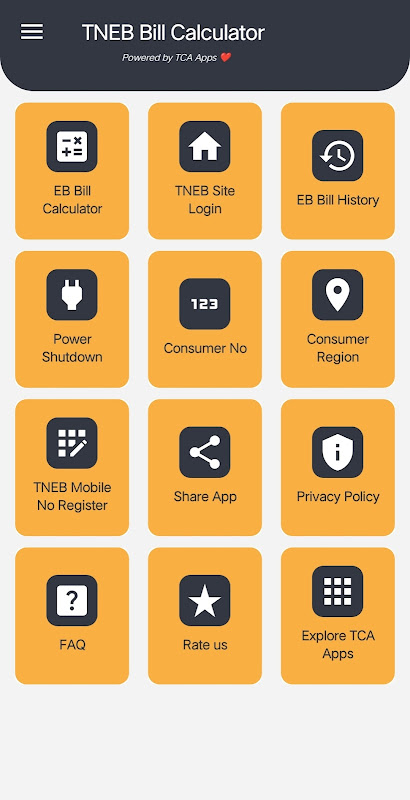 TNEB Bill Calculator
Powered by TCA Apps ❤️
EB Bill
Calculator
TNEB Site
Login
EB Bill History
Power
Shutdown
123
Consumer No
Consumer
Region
TNEB Mobile
No Register
Share App
Privacy Policy
FAQ
Rate us
Explore TCA
Apps